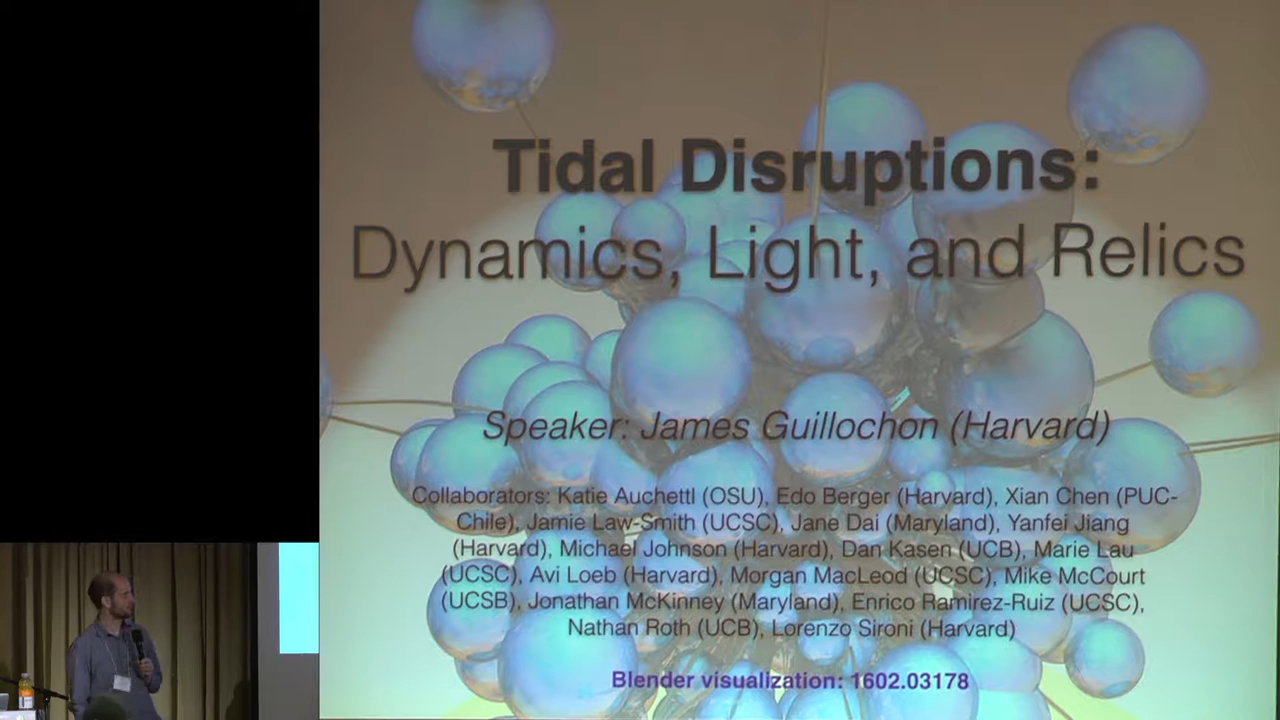 Tidal Disruptions:
Dynamics, Light, and Relics
Speaker: James Guillochon (Harvard)
Collaborators: Katie Auchettl (OSU), Edo Berger (Harvard), Xian Chen (PUC-
Chile), Jamie Law-Smith (UCSC), Jane Dai (Maryland), Yanfei Jiang
(Harvard), Michael Johnson (Harvard), Dan Kasen (UCB), Marie Lau
(UCSC), Avi Loeb (Harvard), Morgan MacLeod (UCSC), Mike McCourt
(UCSB), Jonathan McKinney (Maryland), Enrico Ramirez-Ruiz (UCSC),
Nathan Roth (UCB), Lorenzo Sironi (Harvard)
Blender visualization: 1602.03178